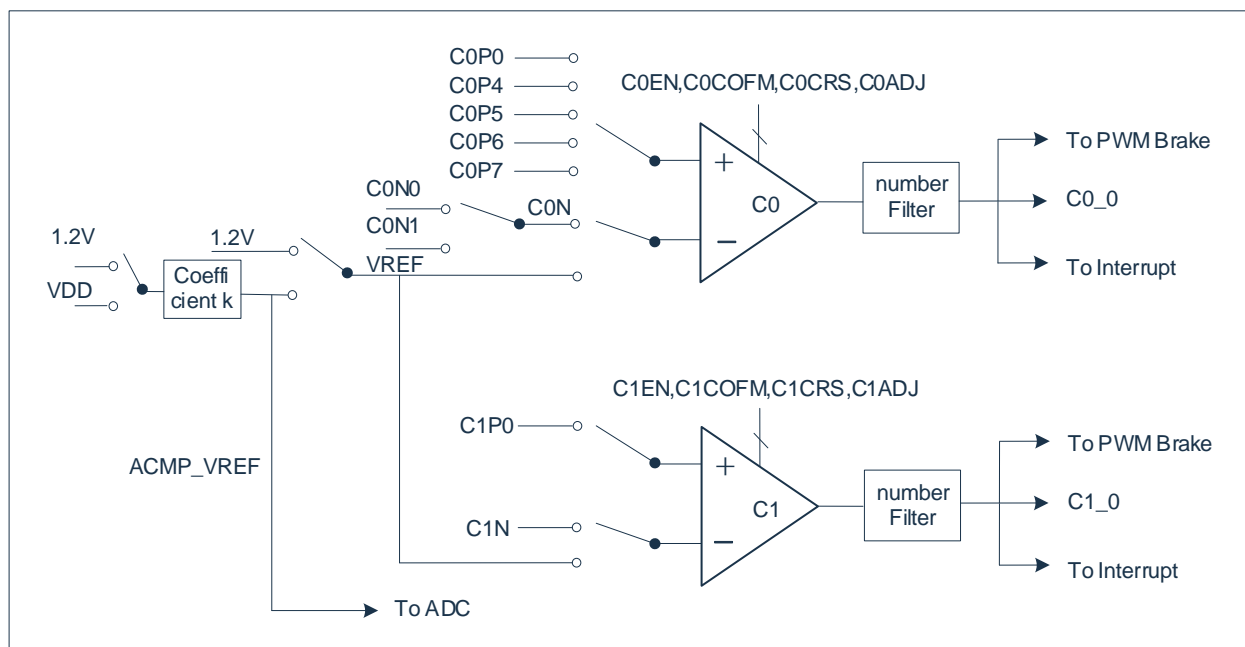 C0P0
C0P4
C0P5
C0P6
C0P7
C0EN,C0COFM,C0CRS,C0ADJ
+
−
C0
number
Filter
To PWM Brake
C0_0
To Interrupt
C0N0
C0N1
C0N
1.2V
VDD
Coeffi
cient k
1.2V
VREF
C1EN,C1COFM,C1CRS,C1ADJ
C1P0
C1N
+
−
C1
number
Filter
To PWM Brake
C1_0
To Interrupt
ACMP_VREF
To ADC